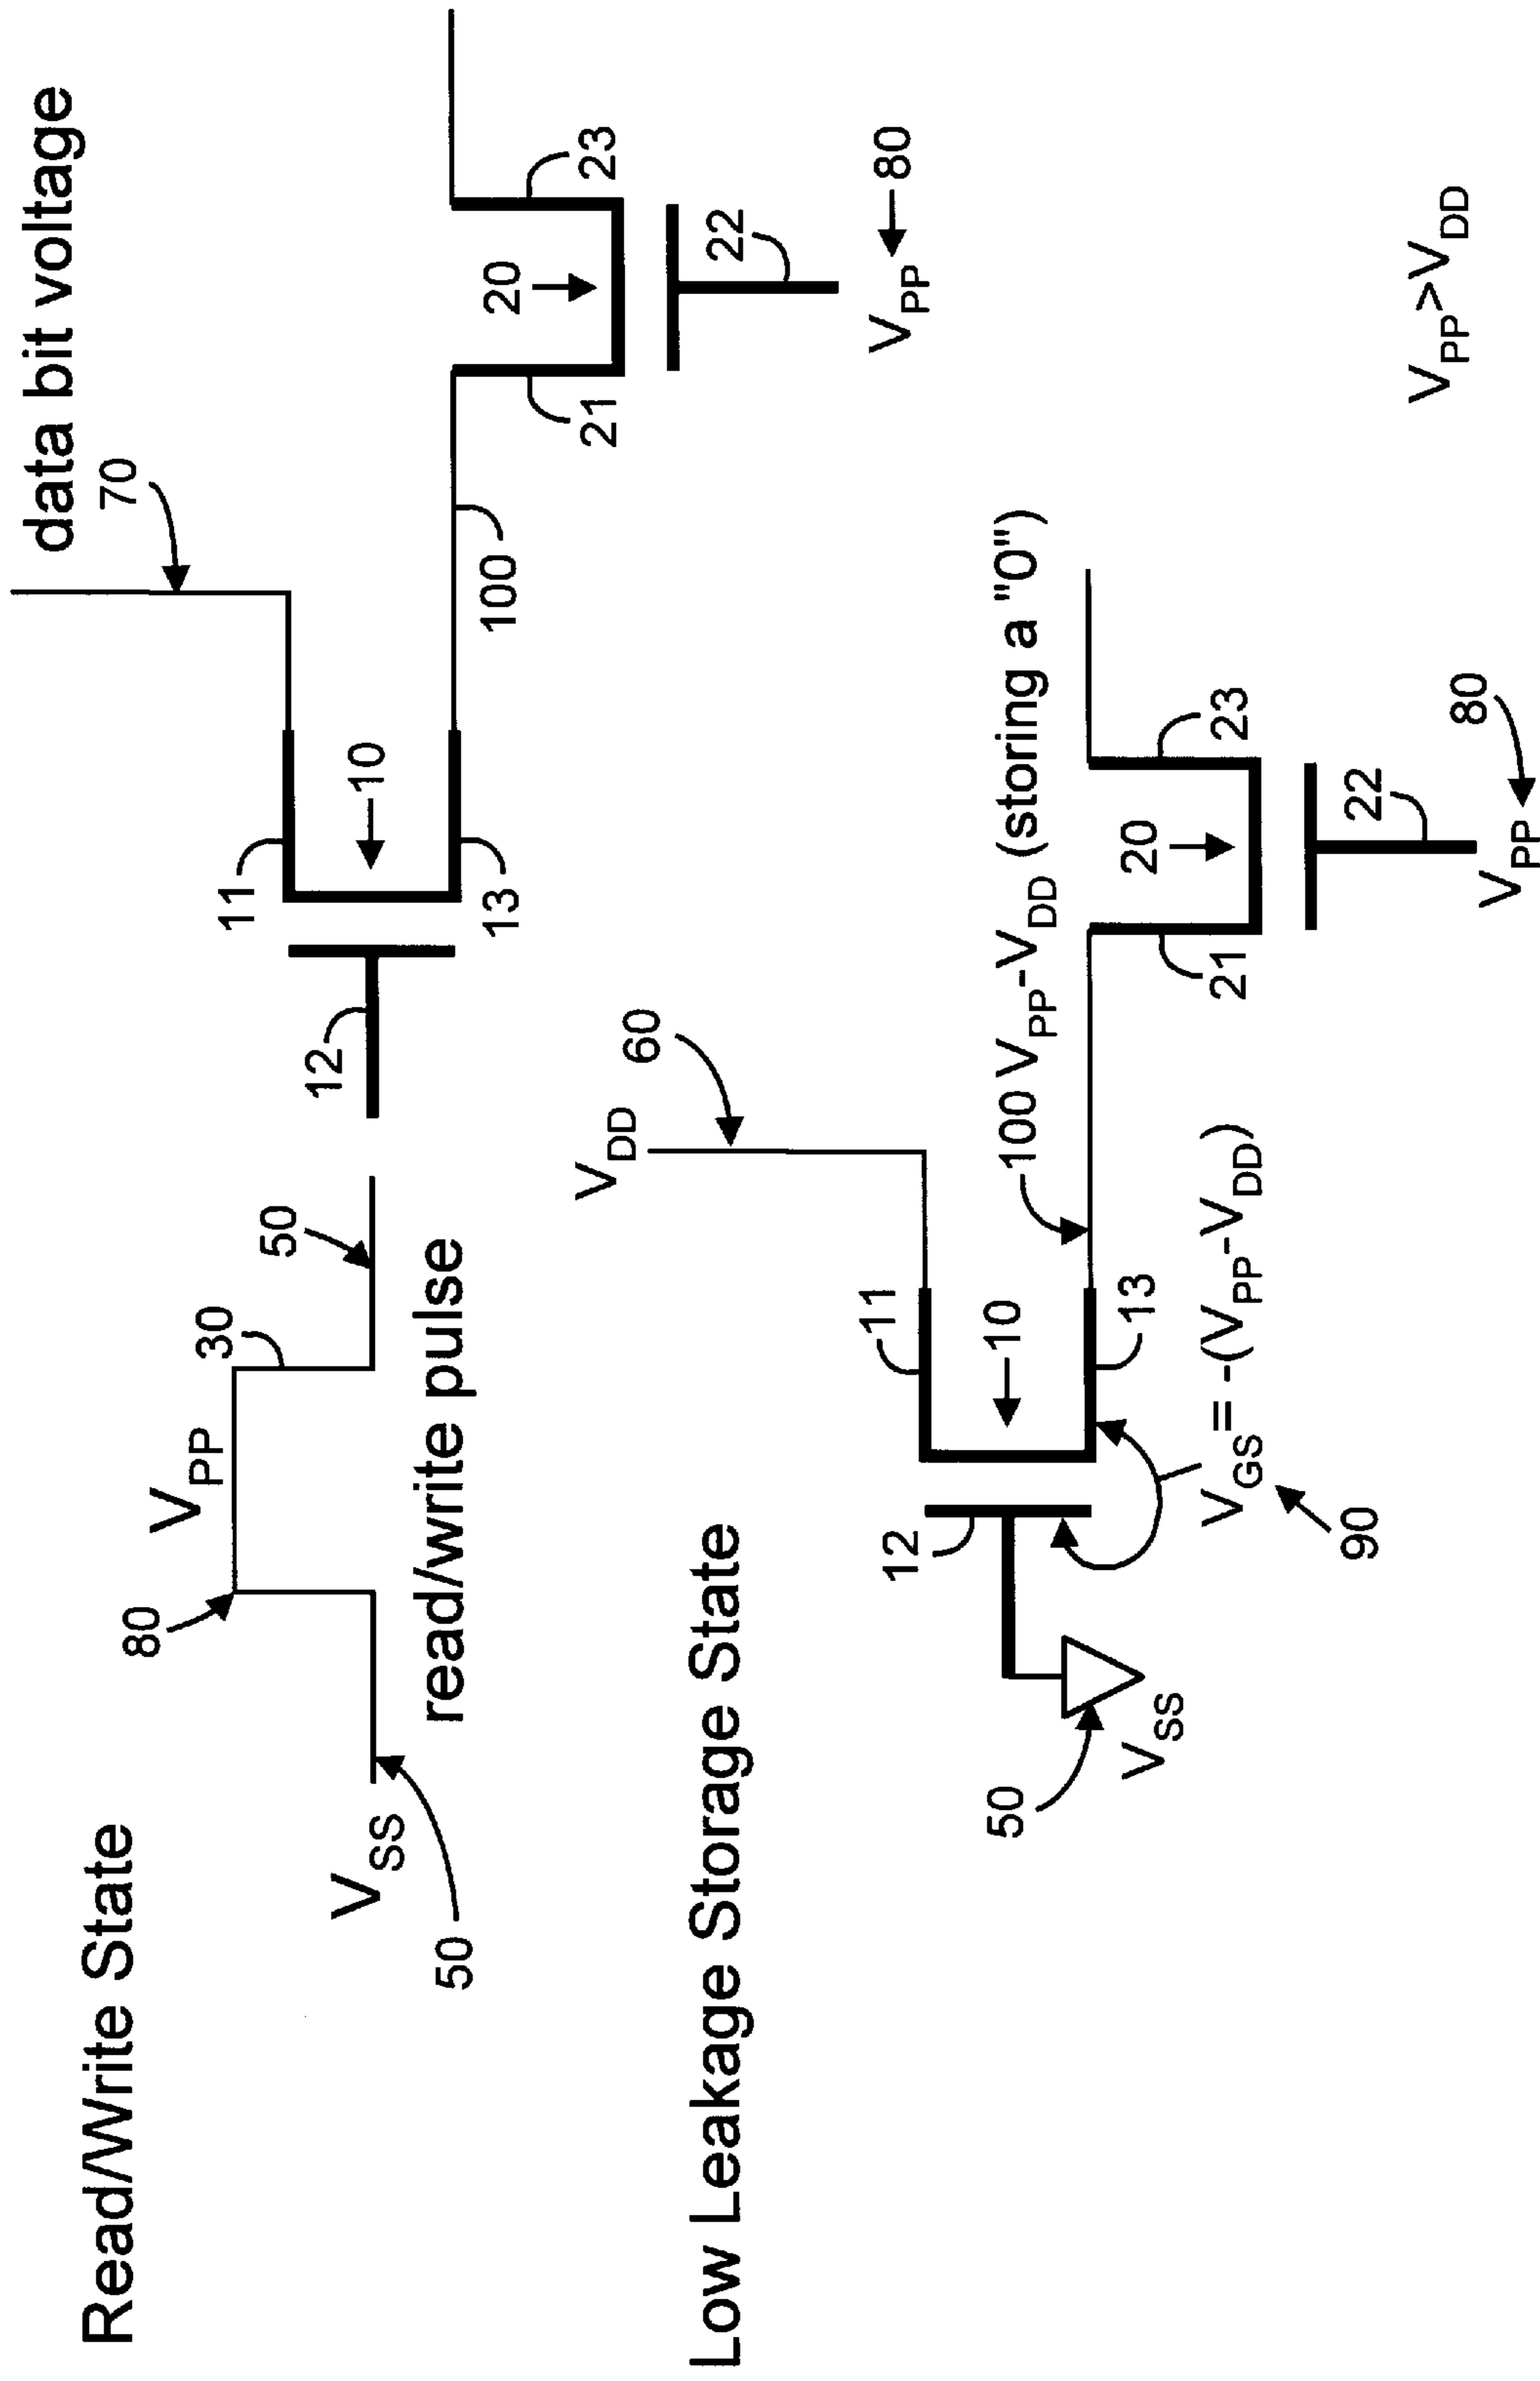 Read/Write State
data bit voltage
80
V_PP
30
50
70
11
10
12
13
100
V_SS
50
read/write pulse
20
21
23
22
V_PP
80
Low Leakage Storage State
V_DD
60
11
10
12
13
100 V_PP-V_DD (storing a "0")
50
V_SS
V_GS = -(V_PP-V_DD)
90
20
21
23
22
V_PP
80
V_PP>V_DD